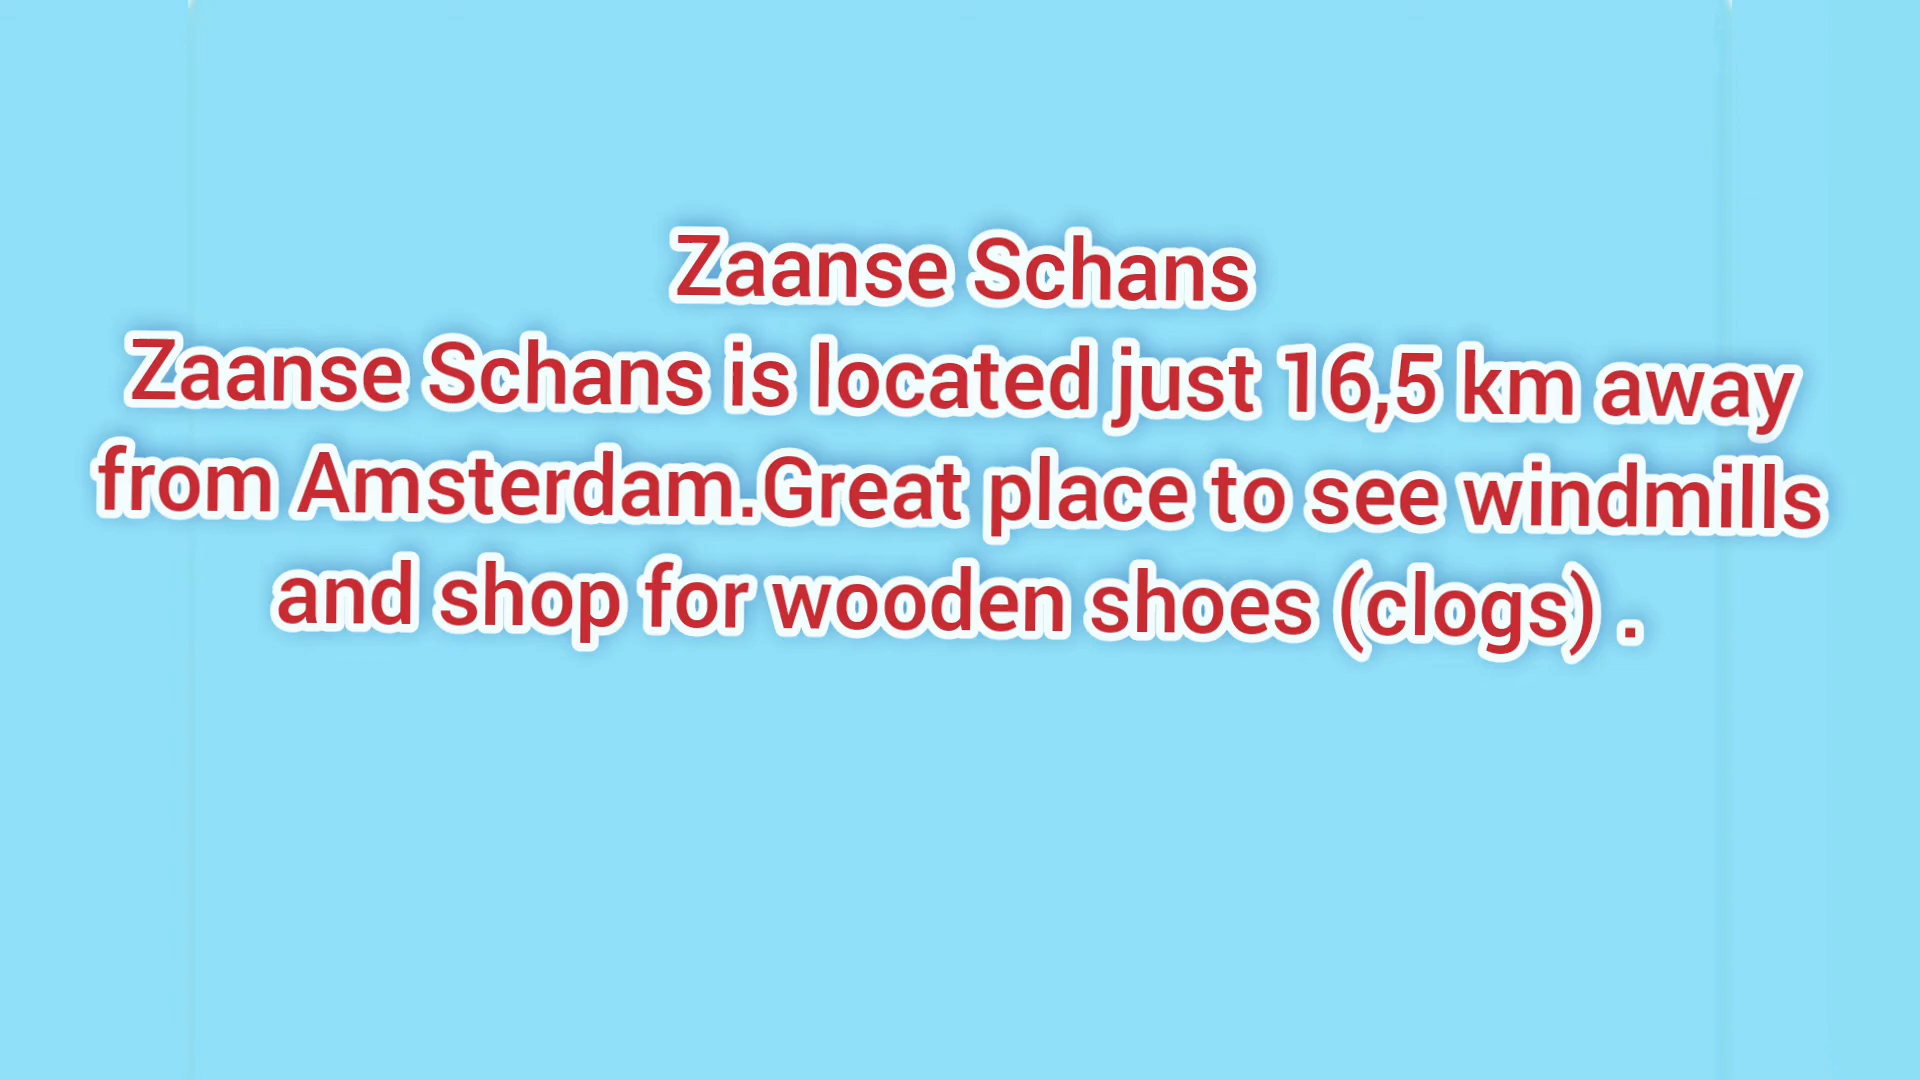 Zaanse Schans
Zaanse Schans is located just 16,5 km away
from Amsterdam.Great place to see windmills
and shop for wooden shoes (clogs) .